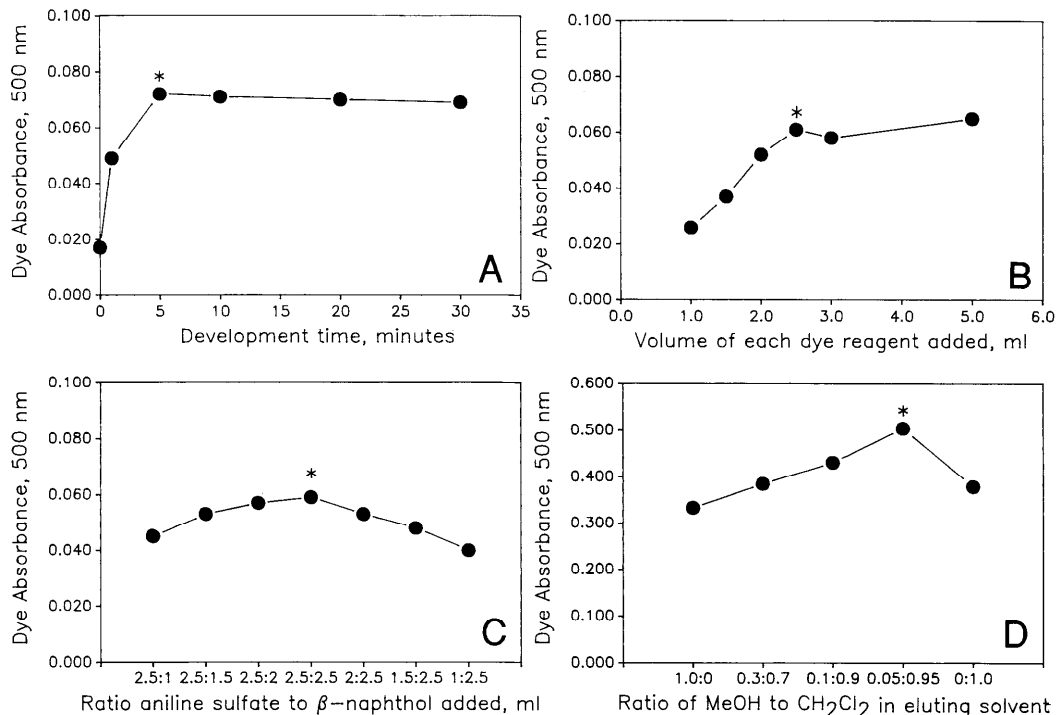 0.100
0.080
0.060
0.040
0.020
0.000
Dye Absorbance, 500 nm
*
A
0 5 10 15 20 25 30 35
Development time, minutes
0.100
0.080
0.060
0.040
0.020
0.000
Dye Absorbance, 500 nm
*
B
0.0 1.0 2.0 3.0 4.0 5.0 6.0
Volume of each dye reagent added, ml
0.100
0.080
0.060
0.040
0.020
0.000
Dye Absorbance, 500 nm
*
C
2.5:1 2.5:1.5 2.5:2 2.5:2.5 2:2.5 1.5:2.5 1:2.5
Ratio aniline sulfate to β-naphthol added, ml
0.600
0.500
0.400
0.300
0.200
0.100
0.000
Dye Absorbance, 500 nm
*
D
1.0:0 0.3:0.7 0.1:0.9 0.05:0.95 0:1.0
Ratio of MeOH to CH₂Cl₂ in eluting solvent